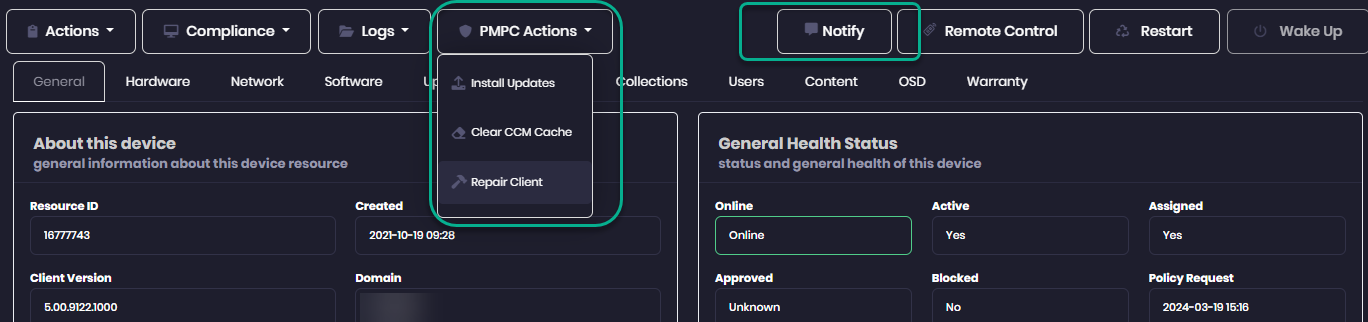 Actions Compliance Logs PMPC Actions Notify Remote Control Restart Wake Up
General Hardware Network Software Collections Users Content OSD Warranty
Install Updates
Clear CCM Cache
Repair Client
About this device
general information about this device resource
Resource ID Created
16777743 2021-10-19 09:28
Client Version Domain
5.00.9122.1000
General Health Status
status and general health of this device
Online Active Assigned
Online Yes Yes
Approved Blocked Policy Request
Unknown No 2024-03-19 15:16